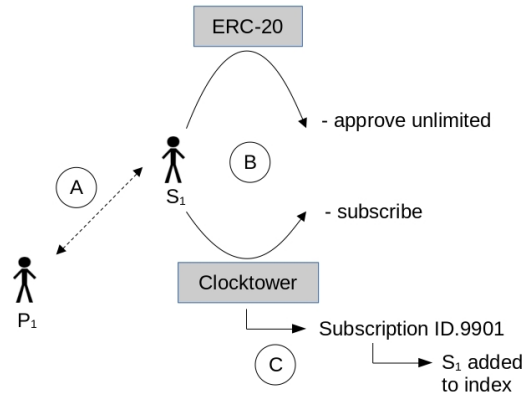 ERC-20
- approve unlimited
A
B
S₁
- subscribe
Clocktower
P₁
Subscription ID.9901
C
S₁ added
to index